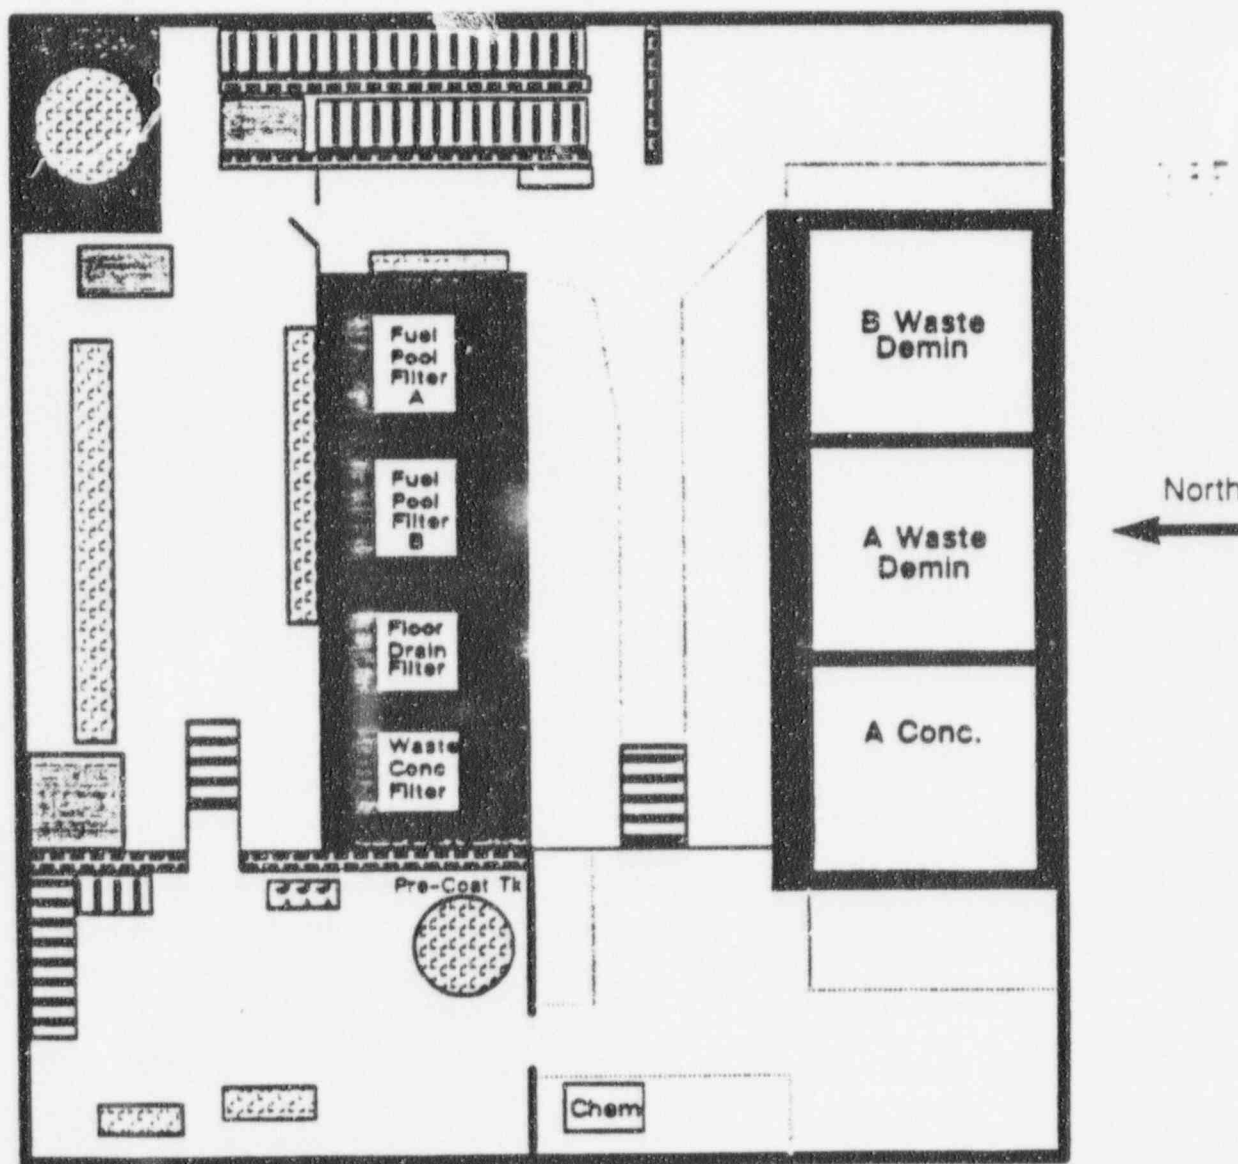 Fuel
Pool
Filter
A
Fuel
Pool
Filter
B
Floor
Drain
Filter
Waste
Conc
Filter
Pre-Coat Tk
B Waste
Demin
A Waste
Demin
A Conc.
North
Chem